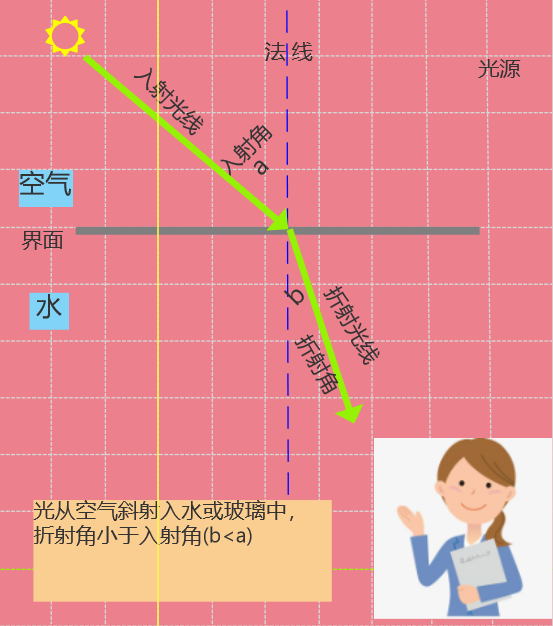 法线
光源
入射光线
入射角
a
空气
界面
水
b
折射光线
折射角
光从空气斜射入水或玻璃中，
折射角小于入射角(b<a)